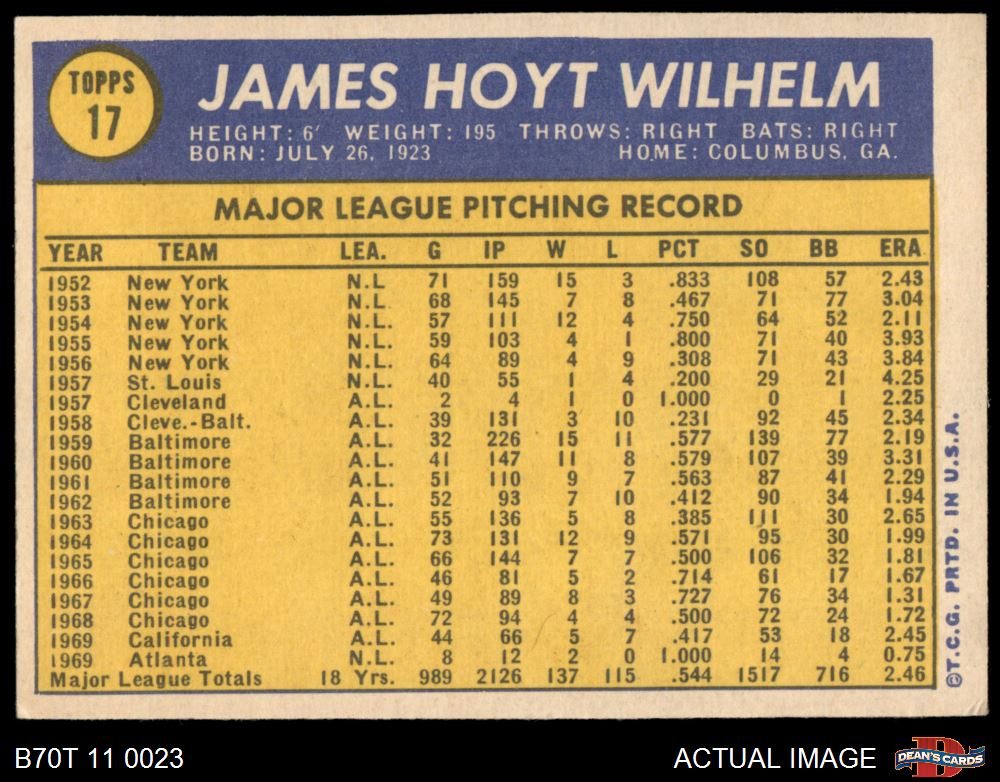 TOPPS
17
JAMES HOYT WILHELM
HEIGHT: 6' WEIGHT: 195 THROWS: RIGHT BATS: RIGHT
BORN: JULY 26, 1923 HOME: COLUMBUS, GA.
MAJOR LEAGUE PITCHING RECORD
YEAR TEAM LEA. G IP W L PCT SO BB ERA
1952 New York N.L 71 159 15 3 .833 108 57 2.43
1953 New York N.L. 68 145 7 8 .467 71 77 3.04
1954 New York N.L. 57 111 12 4 .750 64 52 2.11
1955 New York N.L. 59 103 4 1 .800 71 40 3.93
1956 New York N.L. 64 89 4 9 .308 71 43 3.84
1957 St. Louis N.L. 40 55 1 4 .200 29 21 4.25
1957 Cleveland A.L. 2 4 1 0 1.000 0 1 2.25
1958 Cleve.-Balt. A.L. 39 131 3 10 .231 92 45 2.34
1959 Baltimore A.L. 32 226 15 11 .577 139 77 2.19
1960 Baltimore A.L. 41 147 11 8 .579 107 39 3.31
1961 Baltimore A.L. 51 110 9 7 .563 87 41 2.29
1962 Baltimore A.L. 52 93 7 10 .412 90 34 1.94
1963 Chicago A.L. 55 136 5 8 .385 111 30 2.65
1964 Chicago A.L. 73 131 12 9 .571 95 30 1.99
1965 Chicago A.L. 66 144 7 7 .500 106 32 1.81
1966 Chicago A.L. 46 81 5 2 .714 61 17 1.67
1967 Chicago A.L. 49 89 8 3 .727 76 34 1.31
1968 Chicago A.L. 72 94 4 4 .500 72 24 1.72
1969 California A.L. 44 66 5 7 .417 53 18 2.45
1969 Atlanta N.L. 8 12 2 0 1.000 14 4 0.75
Major League Totals 18 Yrs. 989 2126 137 115 .544 1517 716 2.46
©T.C.G. PRTD. IN U.S.A.
B70T 11 0023 ACTUAL IMAGE
D
DEAN'S CARDS